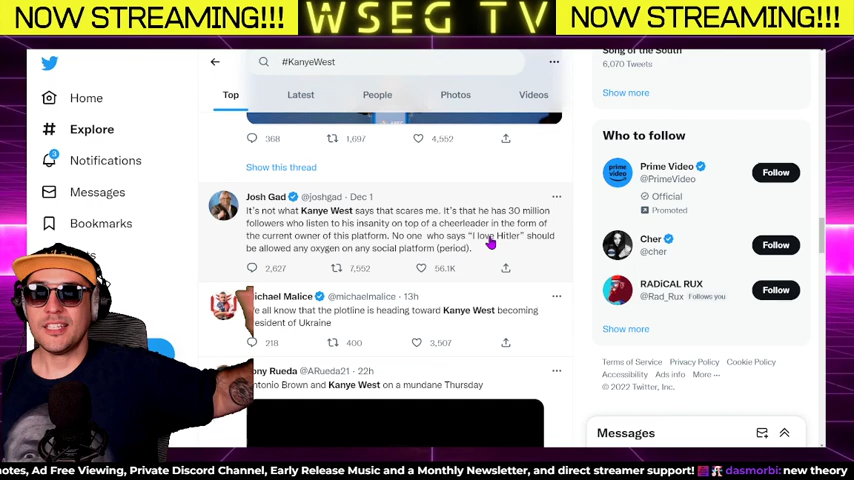 NOW STREAMING!!! WSEG TV NOW STREAMING!!!
#KanyeWest
Top Latest People Photos Videos
Home
Explore
3
Notifications
Messages
Bookmarks
368 1,697 4,552
Show this thread
Josh Gad @joshgad · Dec 1
It's not what Kanye West says that scares me. It's that he has 30 million
followers who listen to his insanity on top of a cheerleader in the form of
the current owner of this platform. No one who says "I love Hitler" should
be allowed any oxygen on any social platform (period).
2,627 7,552 56.1K
ichael Malice @michaelmalice · 13h
e all know that the plotline is heading toward Kanye West becoming
resident of Ukraine
218 400 3,507
ony Rueda @ARueda21 · 22h
ntonio Brown and Kanye West on a mundane Thursday
Song of the South
6,070 Tweets
Show more
Who to follow
prime video
Prime Video
@PrimeVideo
Official
Promoted
Follow
Cher
@cher
Follow
RADiCAL RUX
@Rad_Rux Follows you
Follow
Show more
Terms of Service Privacy Policy Cookie Policy
Accessibility Ads info More ···
© 2022 Twitter, Inc.
Messages
notes, Ad Free Viewing, Private Discord Channel, Early Release Music and a Monthly Newsletter, and direct streamer support! dasmorbi: new theory